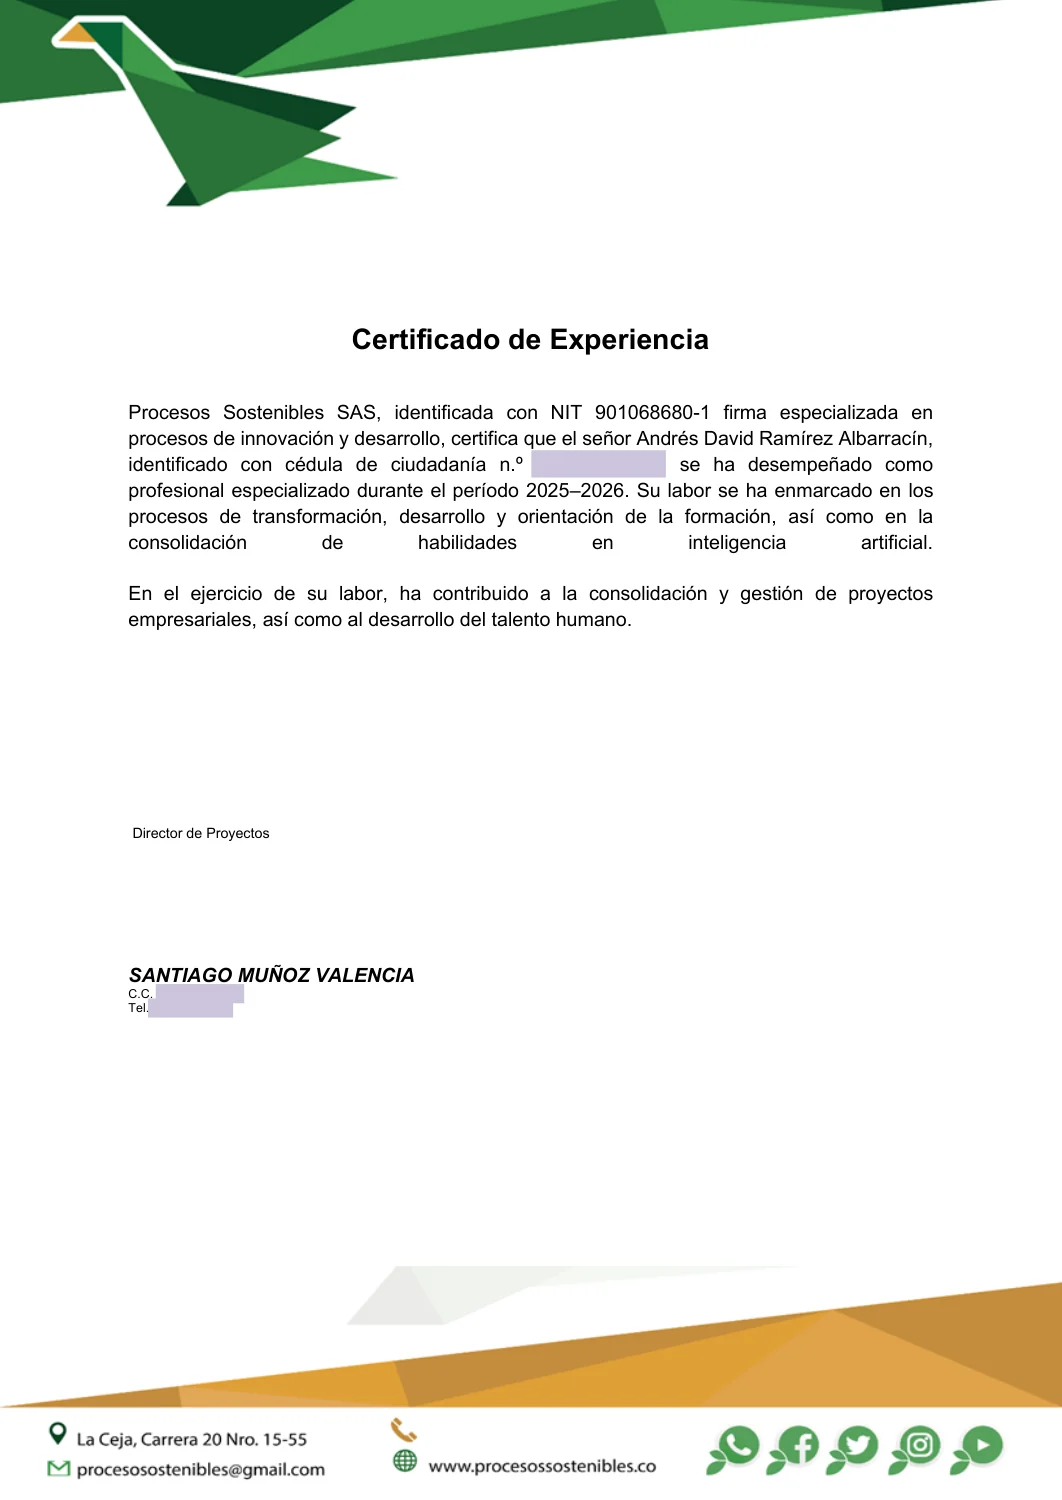 Certificado de Experiencia
Procesos Sostenibles SAS, identificada con NIT 901068680-1 firma especializada en
procesos de innovación y desarrollo, certifica que el señor Andrés David Ramírez Albarracín,
identificado con cédula de ciudadanía n.º se ha desempeñado como
profesional especializado durante el período 2025–2026. Su labor se ha enmarcado en los
procesos de transformación, desarrollo y orientación de la formación, así como en la
consolidación de habilidades en inteligencia artificial.
En el ejercicio de su labor, ha contribuido a la consolidación y gestión de proyectos
empresariales, así como al desarrollo del talento humano.
Director de Proyectos
SANTIAGO MUÑOZ VALENCIA
C.C.
Tel.
La Ceja, Carrera 20 Nro. 15-55
procesosostenibles@gmail.com
www.procesossostenibles.co